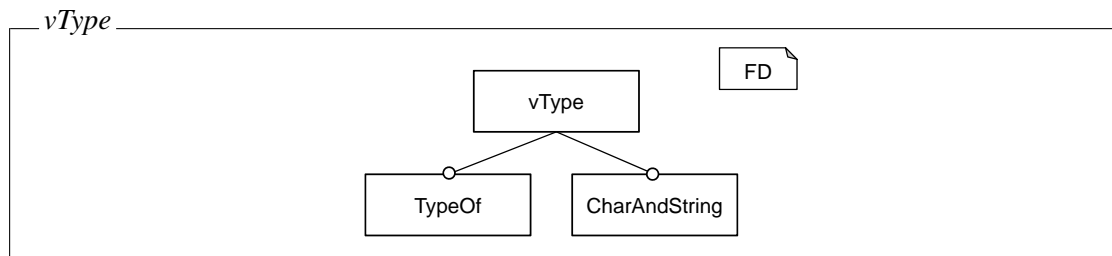 vType
FD
vType
TypeOf
CharAndString